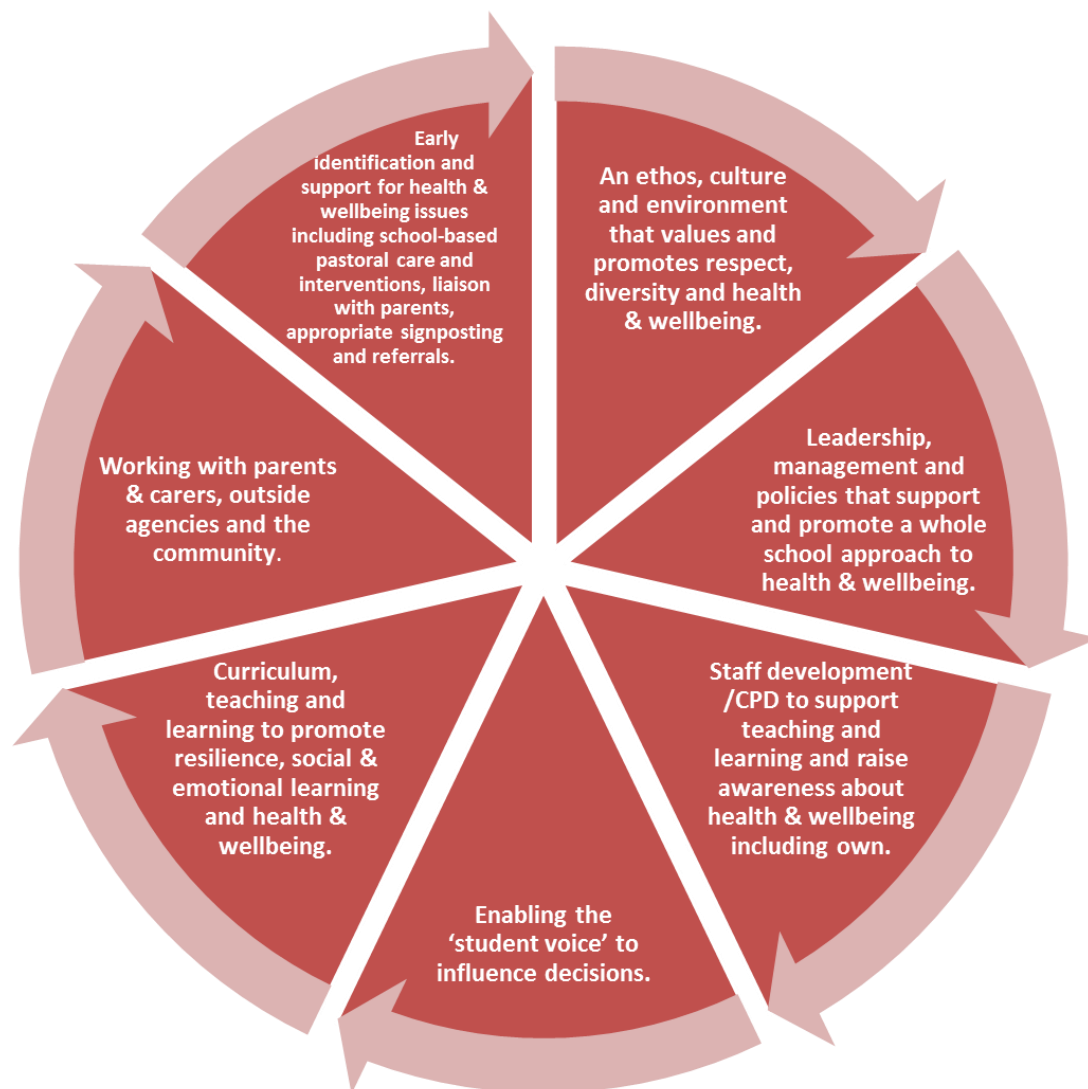 An ethos, culture
and environment
that values and
promotes respect,
diversity and health
& wellbeing.
Leadership,
management and
policies that support
and promote a whole
school approach to
health & wellbeing.
Staff development
/CPD to support
teaching and
learning and raise
awareness about
health & wellbeing
including own.
Enabling the
‘student voice’ to
influence decisions.
Curriculum,
teaching and
learning to promote
resilience, social &
emotional learning
and health &
wellbeing.
Working with parents
& carers, outside
agencies and the
community.
Early
identification and
support for health &
wellbeing issues
including school-based
pastoral care and
interventions, liaison
with parents,
appropriate signposting
and referrals.